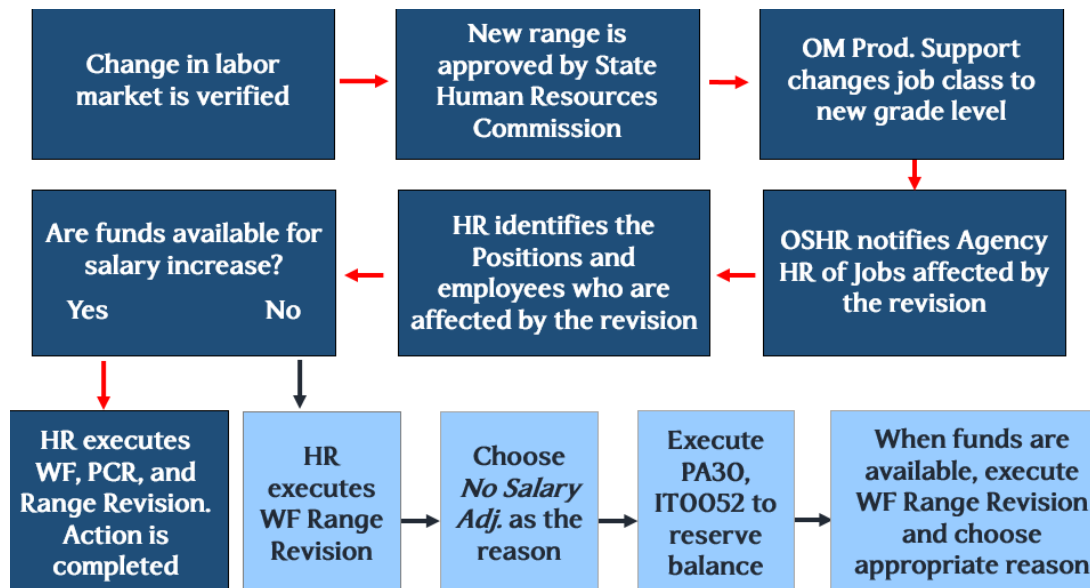 Change in labor
market is verified
New range is
approved by State
Human Resources
Commission
OM Prod. Support
changes job class to
new grade level
OSHR notifies Agency
HR of Jobs affected by
the revision
HR identifies the
Positions and
employees who are
affected by the revision
Are funds available for
salary increase?
Yes No
HR executes
WF, PCR, and
Range Revision.
Action is
completed
HR
executes
WF Range
Revision
Choose
No Salary
Adj. as the
reason
Execute
PA30,
IT0052 to
reserve
balance
When funds are
available, execute
WF Range Revision
and choose
appropriate reason